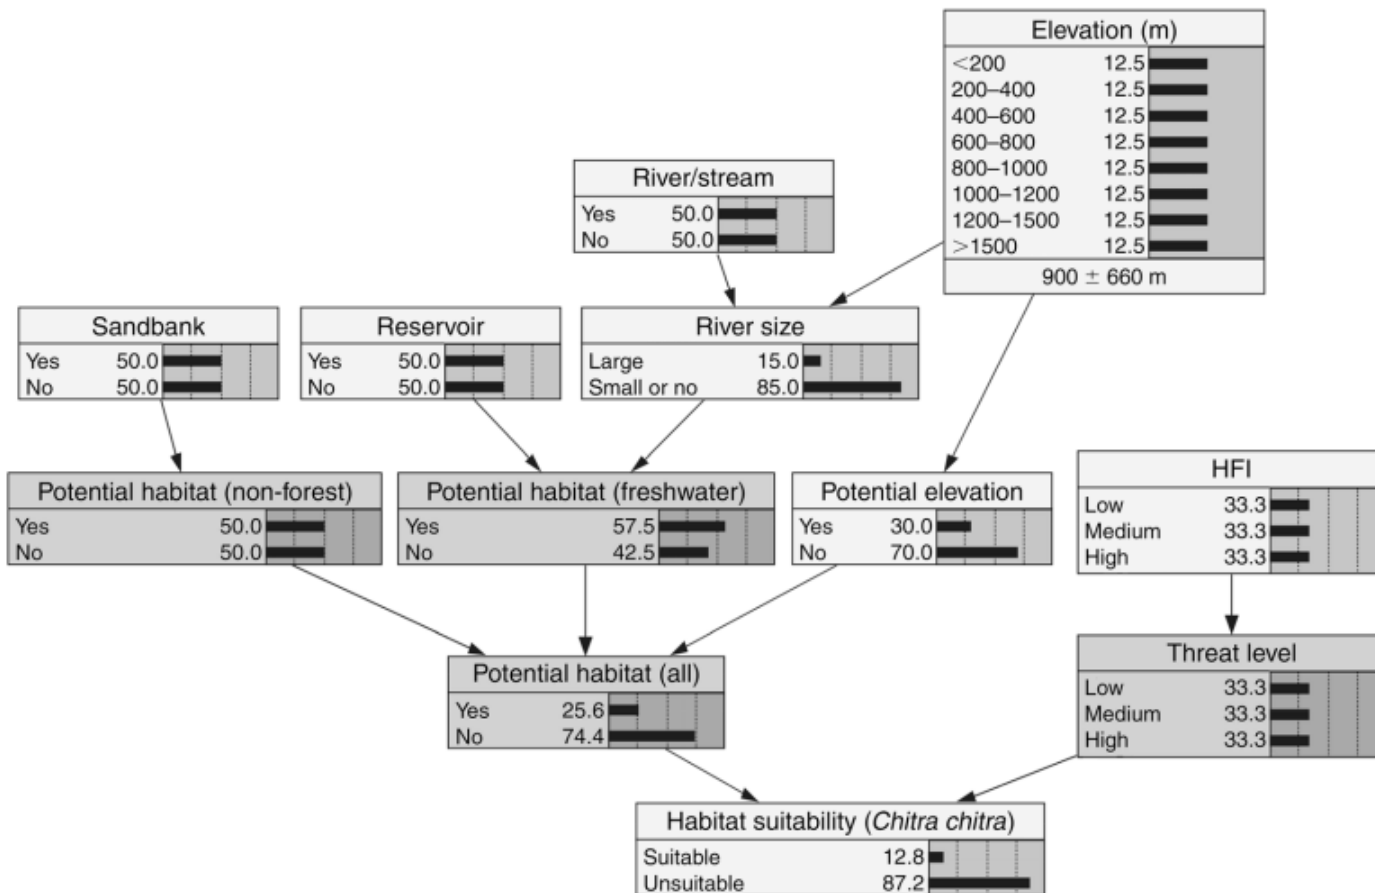 Elevation (m)
<200 12.5
200–400 12.5
400–600 12.5
600–800 12.5
800–1000 12.5
1000–1200 12.5
1200–1500 12.5
>1500 12.5
900 ± 660 m
River/stream
Yes 50.0
No 50.0
Sandbank
Yes 50.0
No 50.0
Reservoir
Yes 50.0
No 50.0
River size
Large 15.0
Small or no 85.0
Potential habitat (non-forest)
Yes 50.0
No 50.0
Potential habitat (freshwater)
Yes 57.5
No 42.5
Potential elevation
Yes 30.0
No 70.0
HFI
Low 33.3
Medium 33.3
High 33.3
Potential habitat (all)
Yes 25.6
No 74.4
Threat level
Low 33.3
Medium 33.3
High 33.3
Habitat suitability (Chitra chitra)
Suitable 12.8
Unsuitable 87.2